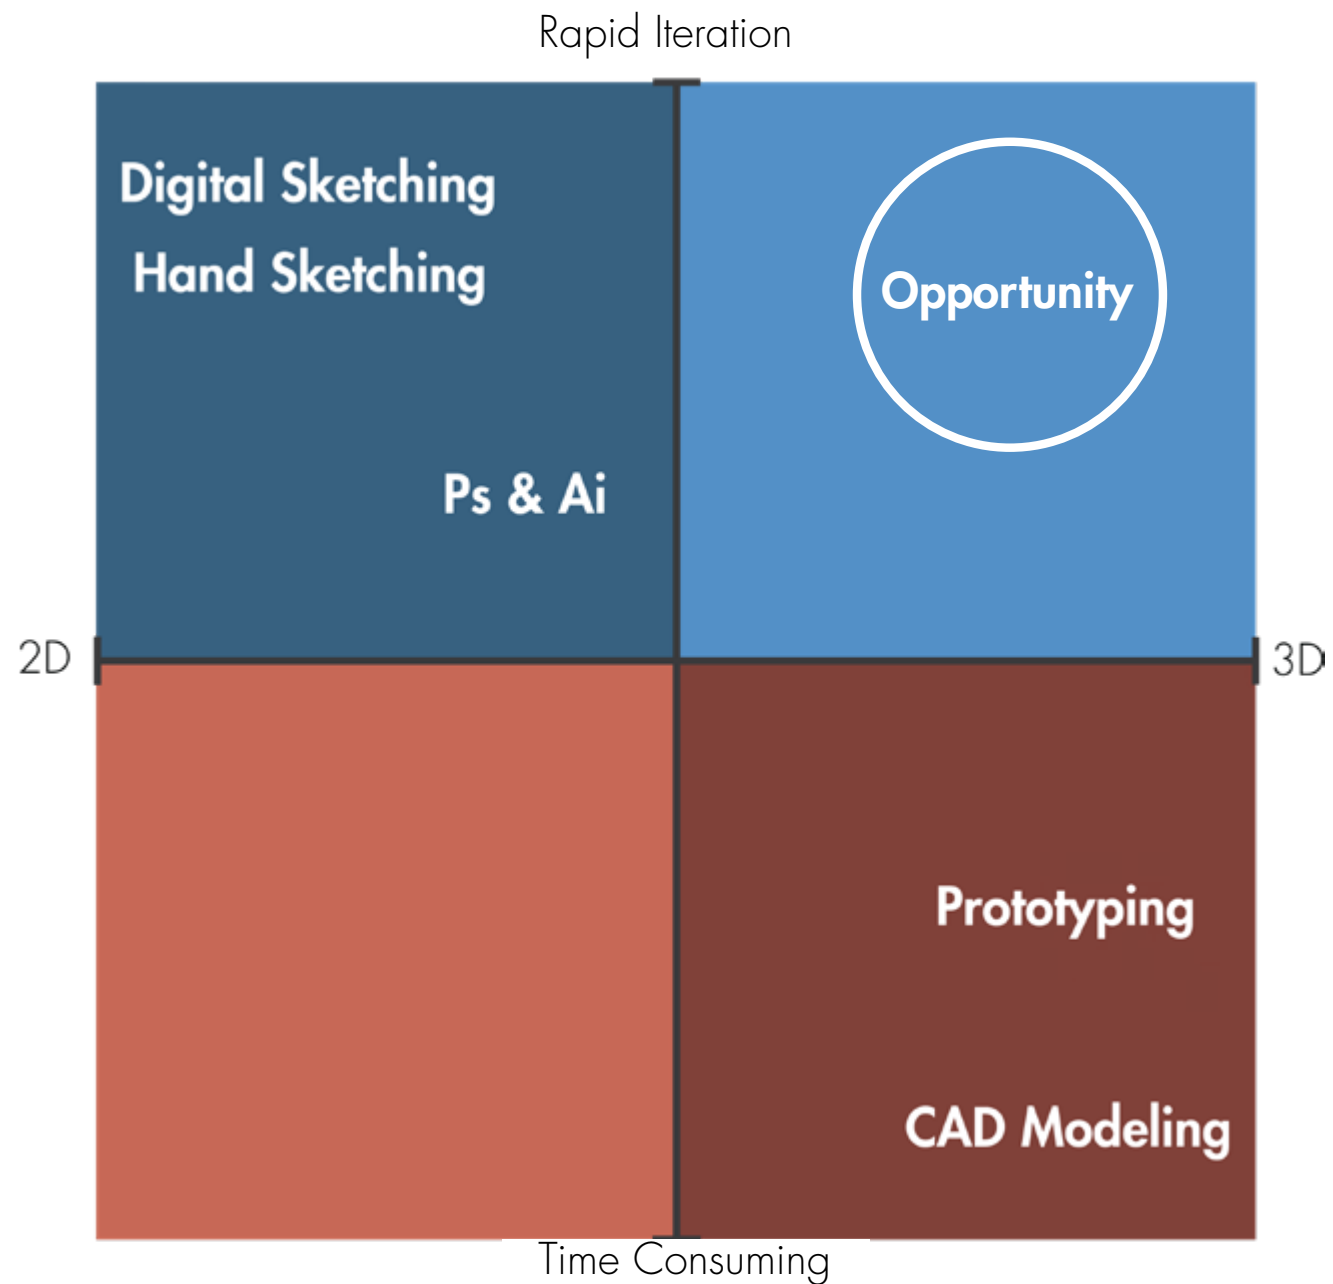 Rapid Iteration
Digital Sketching
Hand Sketching
Opportunity
Ps & Ai
2D
3D
Prototyping
CAD Modeling
Time Consuming